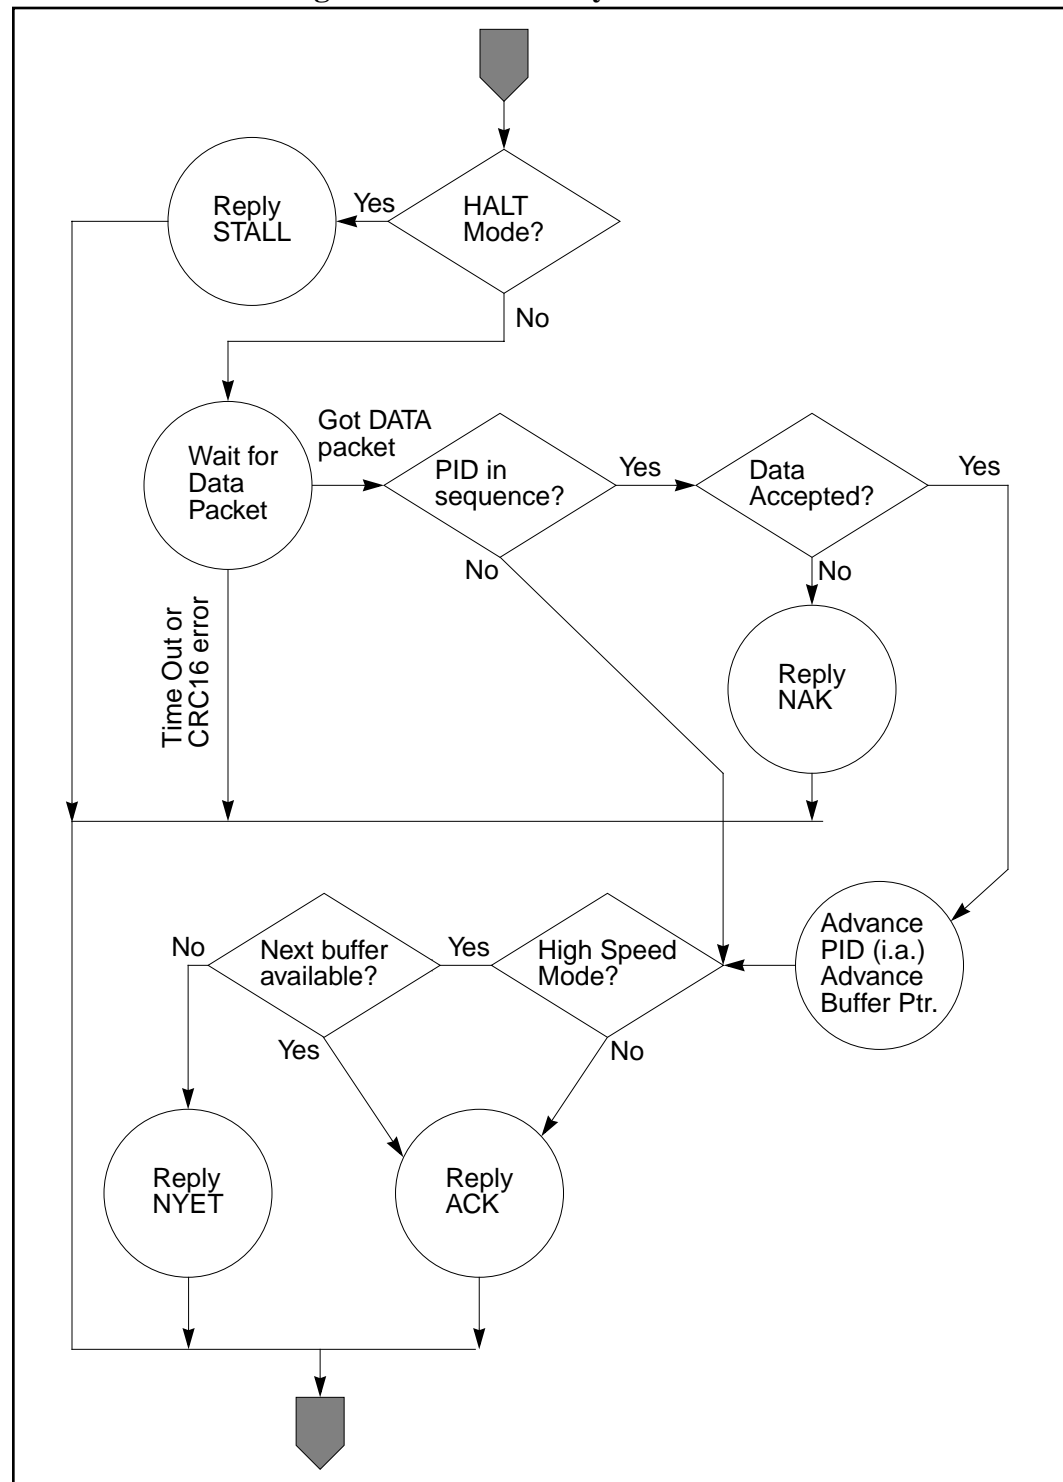 Reply
STALL
Yes
HALT
Mode?
No
Got DATA
packet
Wait for
Data
Packet
PID in
sequence?
Yes
Data
Accepted?
Yes
No
No
Time Out or
CRC16 error
Reply
NAK
No
Next buffer
available?
Yes
High Speed
Mode?
Advance
PID (i.a.)
Advance
Buffer Ptr.
Yes
No
Reply
NYET
Reply
ACK